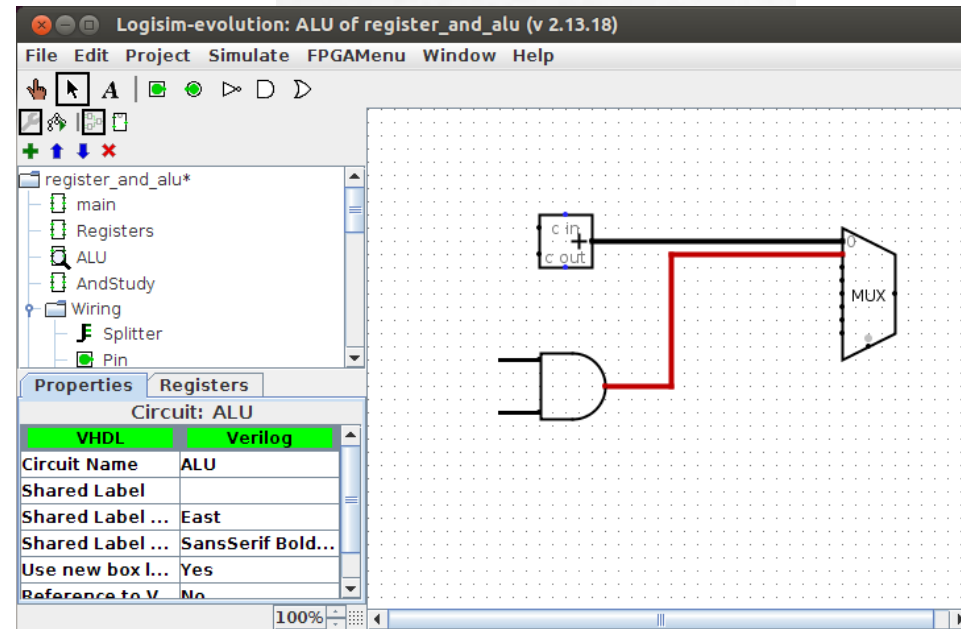 Logisim-evolution: ALU of register_and_alu (v 2.13.18)
File Edit Project Simulate FPGAMenu Window Help
A
register_and_alu*
main
Registers
ALU
AndStudy
Wiring
Splitter
Pin
Properties Registers
Circuit: ALU
VHDL Verilog
Circuit Name ALU
Shared Label
Shared Label ... East
Shared Label ... SansSerif Bold...
Use new box l... Yes
Reference to V... No
100%
c in
+
c out
0
MUX